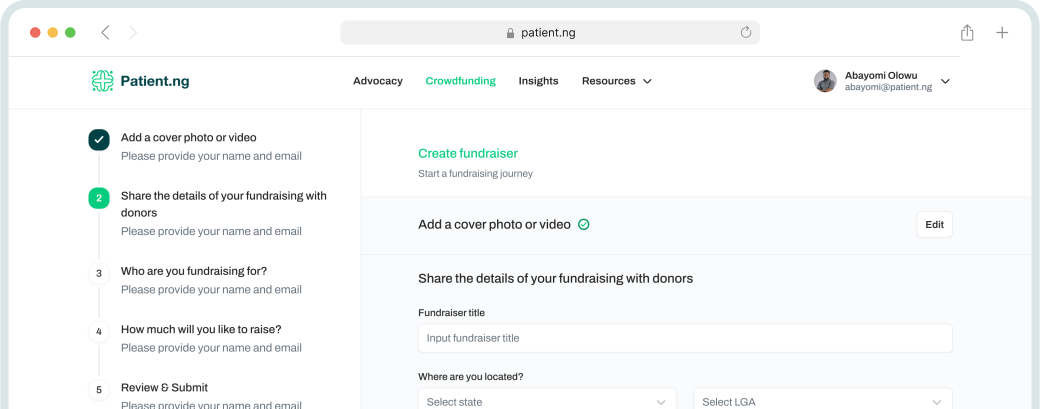 patient.ng
Patient.ng
Advocacy
Crowdfunding
Insights
Resources
Abayomi Olowu
abayomi@patient.ng
Add a cover photo or video
Please provide your name and email
2
Share the details of your fundraising with
donors
Please provide your name and email
3
Who are you fundraising for?
Please provide your name and email
4
How much will you like to raise?
Please provide your name and email
5
Review & Submit
Please provide your name and email
Create fundraiser
Start a fundraising journey
Add a cover photo or video
Edit
Share the details of your fundraising with donors
Fundraiser title
Input fundraiser title
Where are you located?
Select state
Select LGA